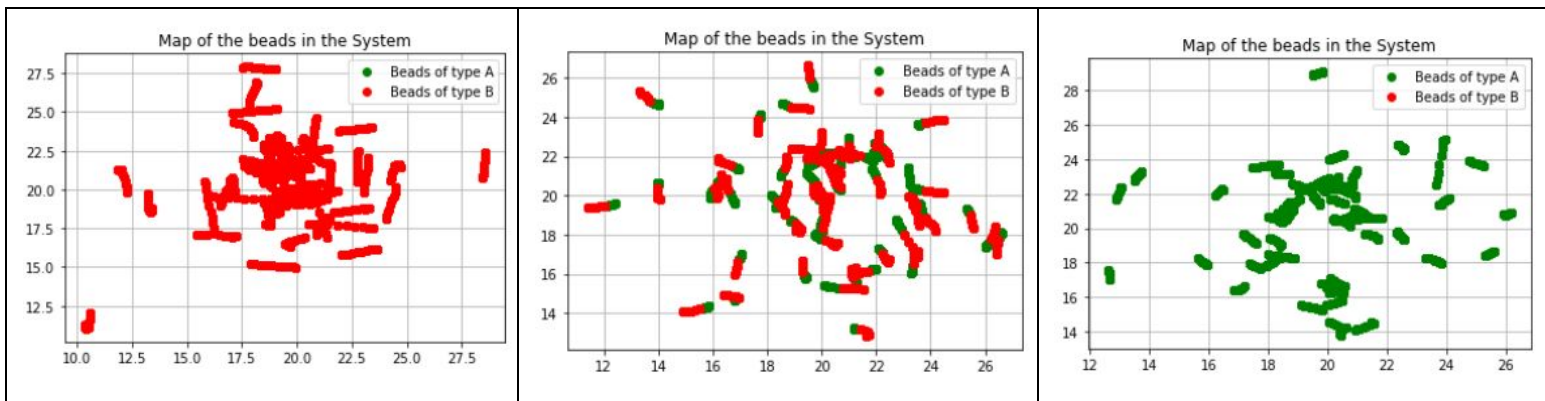 Map of the beads in the System
Beads of type A
Beads of type B
27.5
25.0
22.5
20.0
17.5
15.0
12.5
10.0 12.5 15.0 17.5 20.0 22.5 25.0 27.5
Map of the beads in the System
Beads of type A
Beads of type B
26
24
22
20
18
16
14
12 14 16 18 20 22 24 26
Map of the beads in the System
Beads of type A
Beads of type B
28
26
24
22
20
18
16
14
12 14 16 18 20 22 24 26